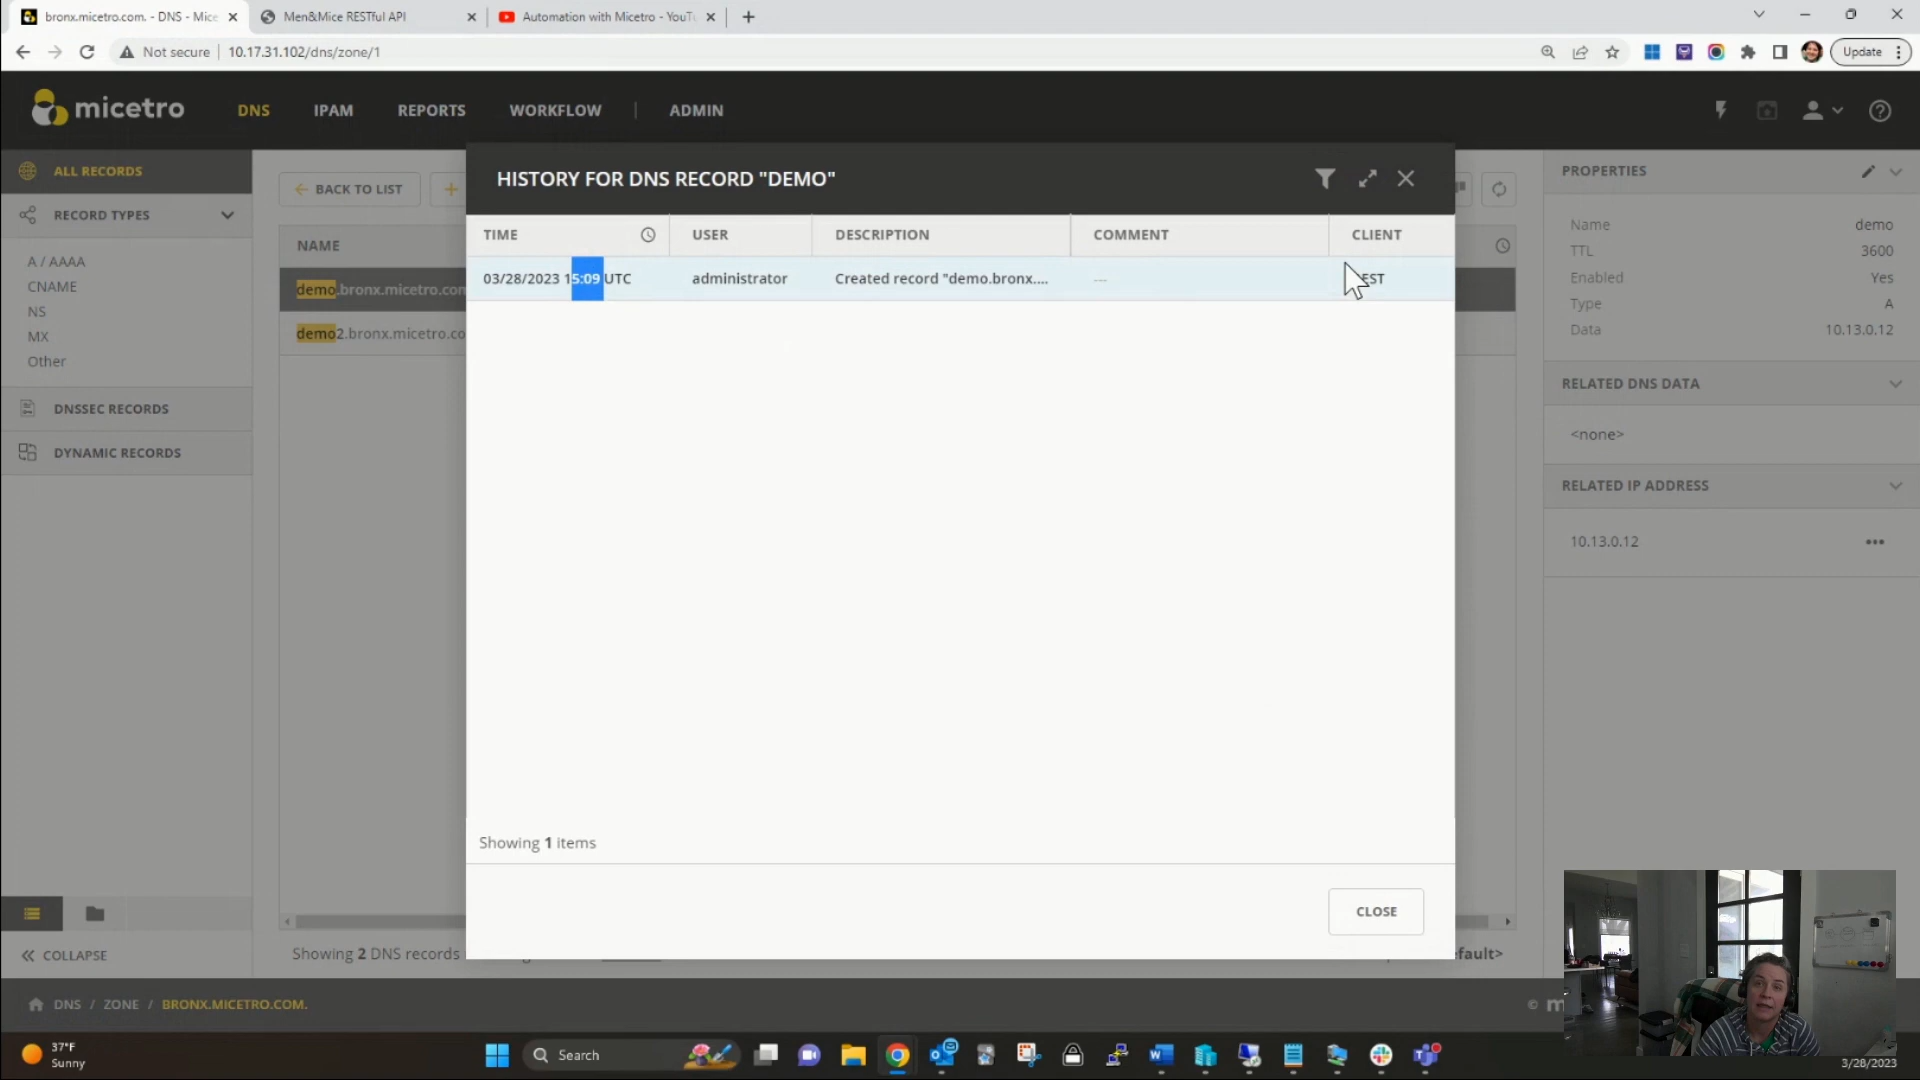 bronx.micetro.com. - DNS - Mice
Men&Mice RESTful API
Automation with Micetro - YouTu
Not secure
10.17.31.102/dns/zone/1
Update
micetro
DNS
IPAM
REPORTS
WORKFLOW
ADMIN
ALL RECORDS
RECORD TYPES
A / AAAA
CNAME
NS
MX
Other
DNSSEC RECORDS
DYNAMIC RECORDS
COLLAPSE
BACK TO LIST
NAME
demo.bronx.micetro.com
demo2.bronx.micetro.co
Showing 2 DNS records
HISTORY FOR DNS RECORD "DEMO"
TIME USER DESCRIPTION COMMENT CLIENT
03/28/2023 15:09 UTC administrator Created record "demo.bronx.... ---
Showing 1 items
CLOSE
PROPERTIES
Name demo
TTL 3600
Enabled Yes
Type A
Data 10.13.0.12
RELATED DNS DATA
<none>
RELATED IP ADDRESS
10.13.0.12
efault>
DNS / ZONE / BRONX.MICETRO.COM.
© m
37°F
Sunny
Search
3/28/2023